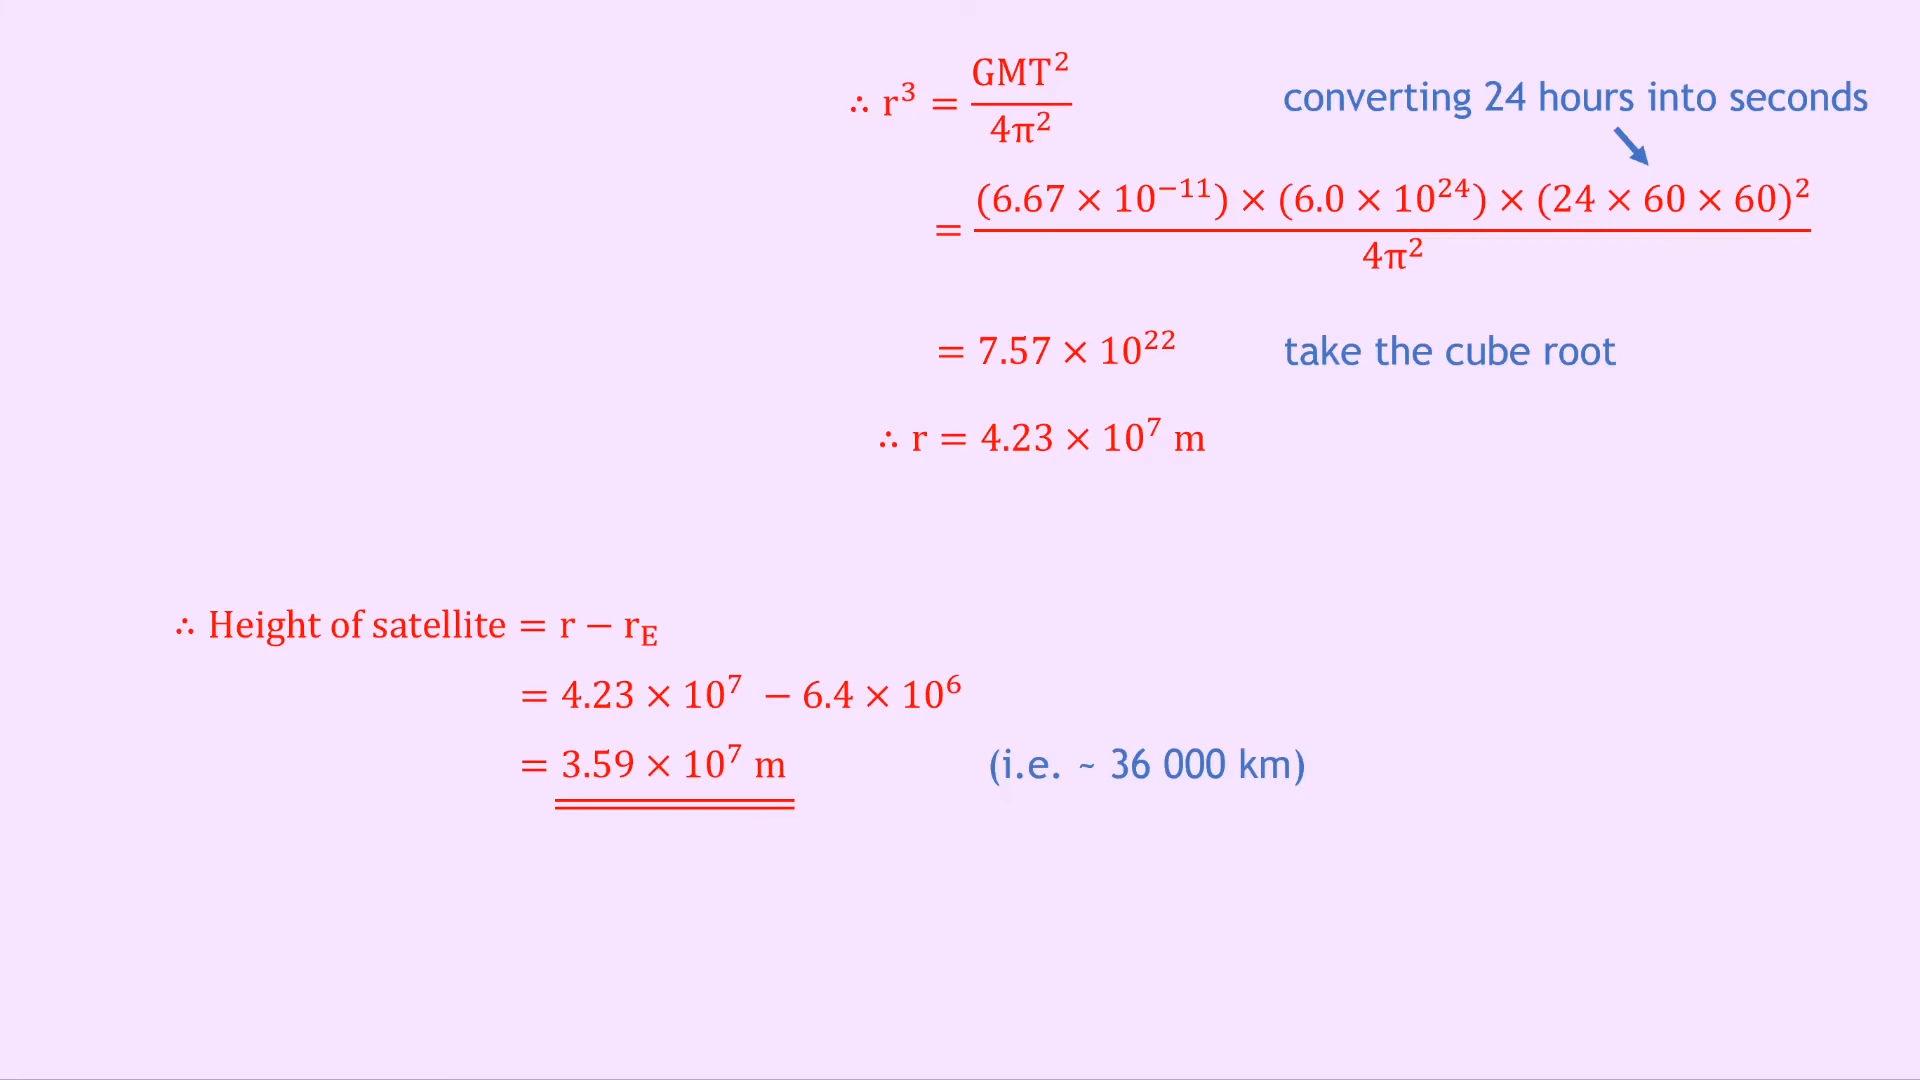 ∴ r³ = GMT² / 4π²
converting 24 hours into seconds
= (6.67 × 10⁻¹¹) × (6.0 × 10²⁴) × (24 × 60 × 60)² / 4π²
= 7.57 × 10²² take the cube root
∴ r = 4.23 × 10⁷ m
∴ Height of satellite = r − r_E
= 4.23 × 10⁷ − 6.4 × 10⁶
= 3.59 × 10⁷ m (i.e. ~ 36 000 km)